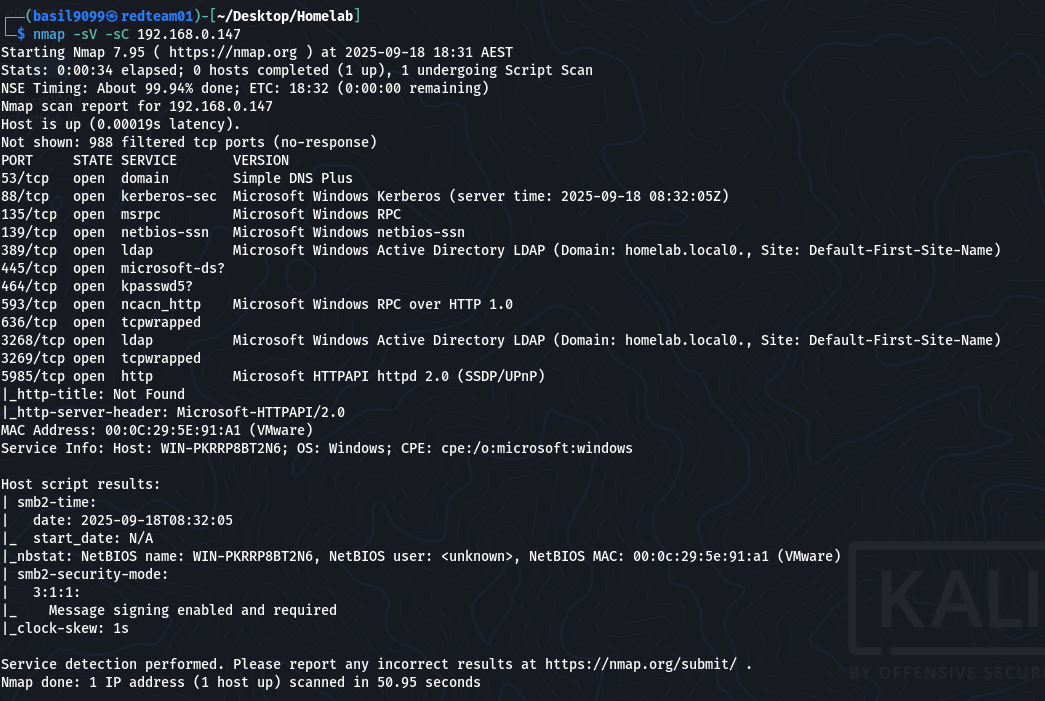 ┌──(basil9099㉿redteam01)-[~/Desktop/Homelab]
└─$ nmap -sV -sC 192.168.0.147
Starting Nmap 7.95 ( https://nmap.org ) at 2025-09-18 18:31 AEST
Stats: 0:00:34 elapsed; 0 hosts completed (1 up), 1 undergoing Script Scan
NSE Timing: About 99.94% done; ETC: 18:32 (0:00:00 remaining)
Nmap scan report for 192.168.0.147
Host is up (0.00019s latency).
Not shown: 988 filtered tcp ports (no-response)
PORT     STATE SERVICE       VERSION
53/tcp   open  domain        Simple DNS Plus
88/tcp   open  kerberos-sec  Microsoft Windows Kerberos (server time: 2025-09-18 08:32:05Z)
135/tcp  open  msrpc         Microsoft Windows RPC
139/tcp  open  netbios-ssn   Microsoft Windows netbios-ssn
389/tcp  open  ldap          Microsoft Windows Active Directory LDAP (Domain: homelab.local0., Site: Default-First-Site-Name)
445/tcp  open  microsoft-ds?
464/tcp  open  kpasswd5?
593/tcp  open  ncacn_http    Microsoft Windows RPC over HTTP 1.0
636/tcp  open  tcpwrapped
3268/tcp open  ldap          Microsoft Windows Active Directory LDAP (Domain: homelab.local0., Site: Default-First-Site-Name)
3269/tcp open  tcpwrapped
5985/tcp open  http          Microsoft HTTPAPI httpd 2.0 (SSDP/UPnP)
|_http-title: Not Found
|_http-server-header: Microsoft-HTTPAPI/2.0
MAC Address: 00:0C:29:5E:91:A1 (VMware)
Service Info: Host: WIN-PKRRP8BT2N6; OS: Windows; CPE: cpe:/o:microsoft:windows

Host script results:
| smb2-time:
|   date: 2025-09-18T08:32:05
|_  start_date: N/A
|_nbstat: NetBIOS name: WIN-PKRRP8BT2N6, NetBIOS user: <unknown>, NetBIOS MAC: 00:0c:29:5e:91:a1 (VMware)
| smb2-security-mode:
|   3:1:1:
|_    Message signing enabled and required
|_clock-skew: 1s

Service detection performed. Please report any incorrect results at https://nmap.org/submit/ .
Nmap done: 1 IP address (1 host up) scanned in 50.95 seconds
KALI
BY OFFENSIVE SECUR